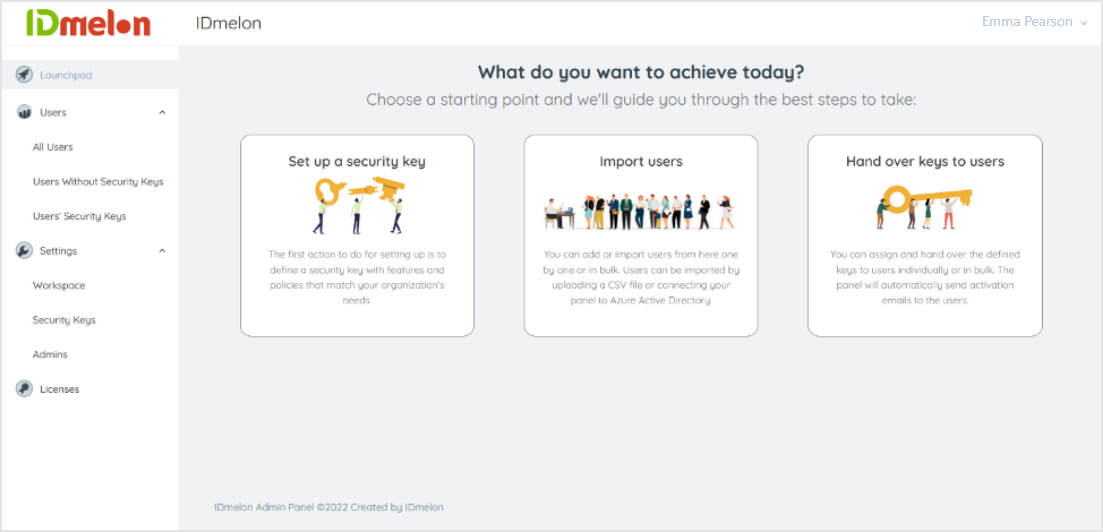 IDmelon
IDmelon
Emma Pearson
Launchpad
Users
All Users
Users Without Security Keys
Users' Security Keys
Settings
Workspace
Security Keys
Admins
Licenses
What do you want to achieve today?
Choose a starting point and we'll guide you through the best steps to take:
Set up a security key
The first action to do for setting up is to
define a security key with features and
policies that match your organization's
needs.
Import users
You can add or import users from here one
by one or in bulk. Users can be imported by
uploading a CSV file or connecting your
panel to Azure Active Directory.
Hand over keys to users
You can assign and hand over the defined
keys to users individually or in bulk. The
panel will automatically send activation
emails to the users.
IDmelon Admin Panel ©2022 Created by IDmelon